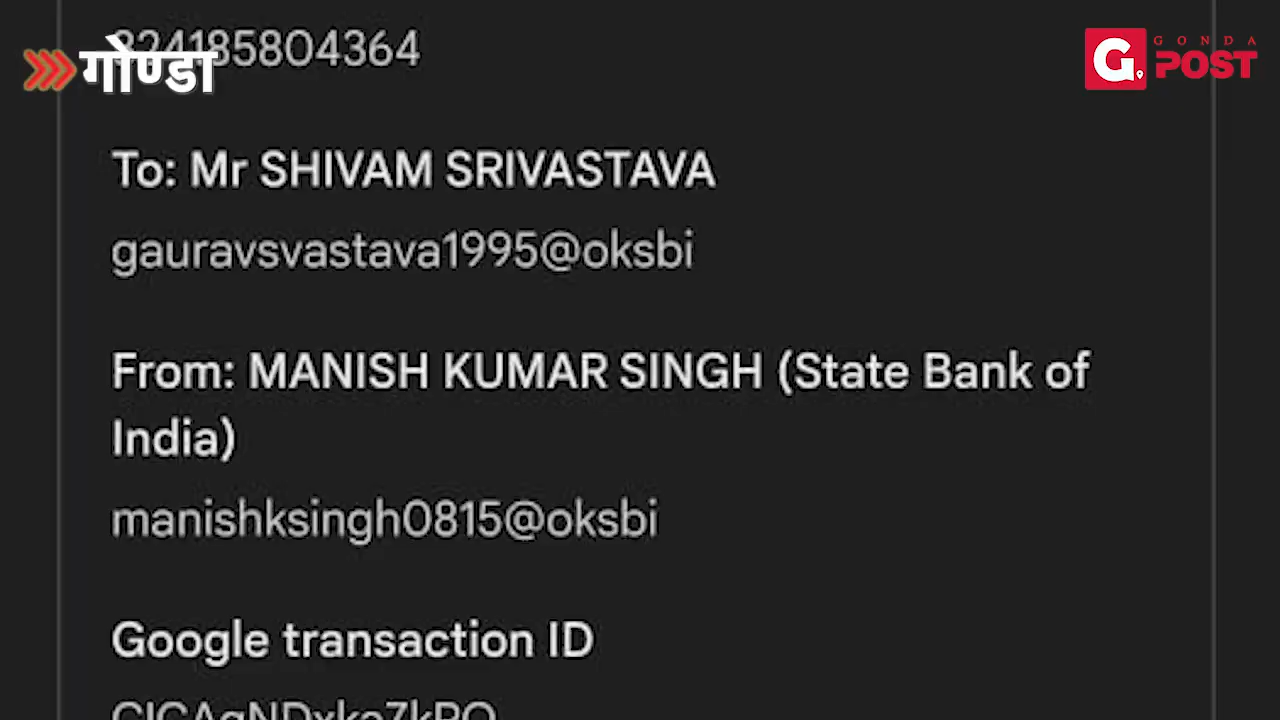 324185804364
गोण्डा
G.
GONDA
POST
To: Mr SHIVAM SRIVASTAVA
gauravsvastava1995@oksbi
From: MANISH KUMAR SINGH (State Bank of
India)
manishksingh0815@oksbi
Google transaction ID